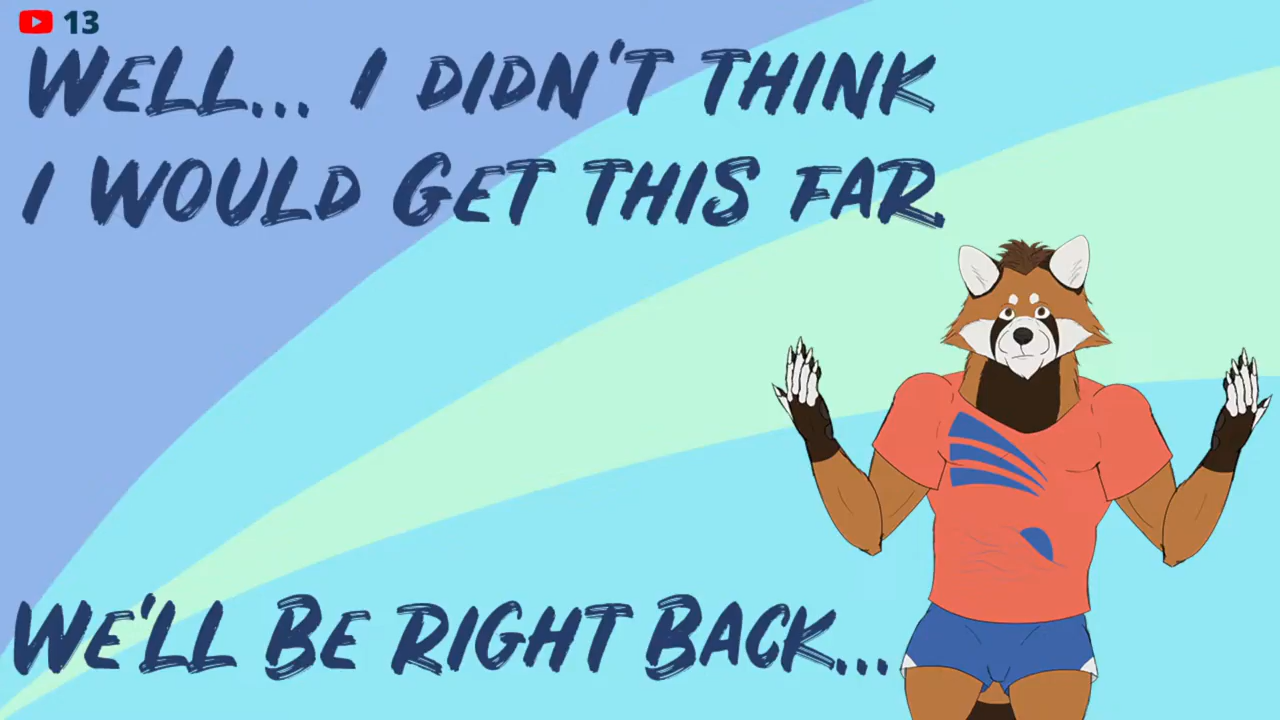 13
WELL... I DIDN'T THINK
I WOULD GET THIS FAR.
WE'LL BE RIGHT BACK...